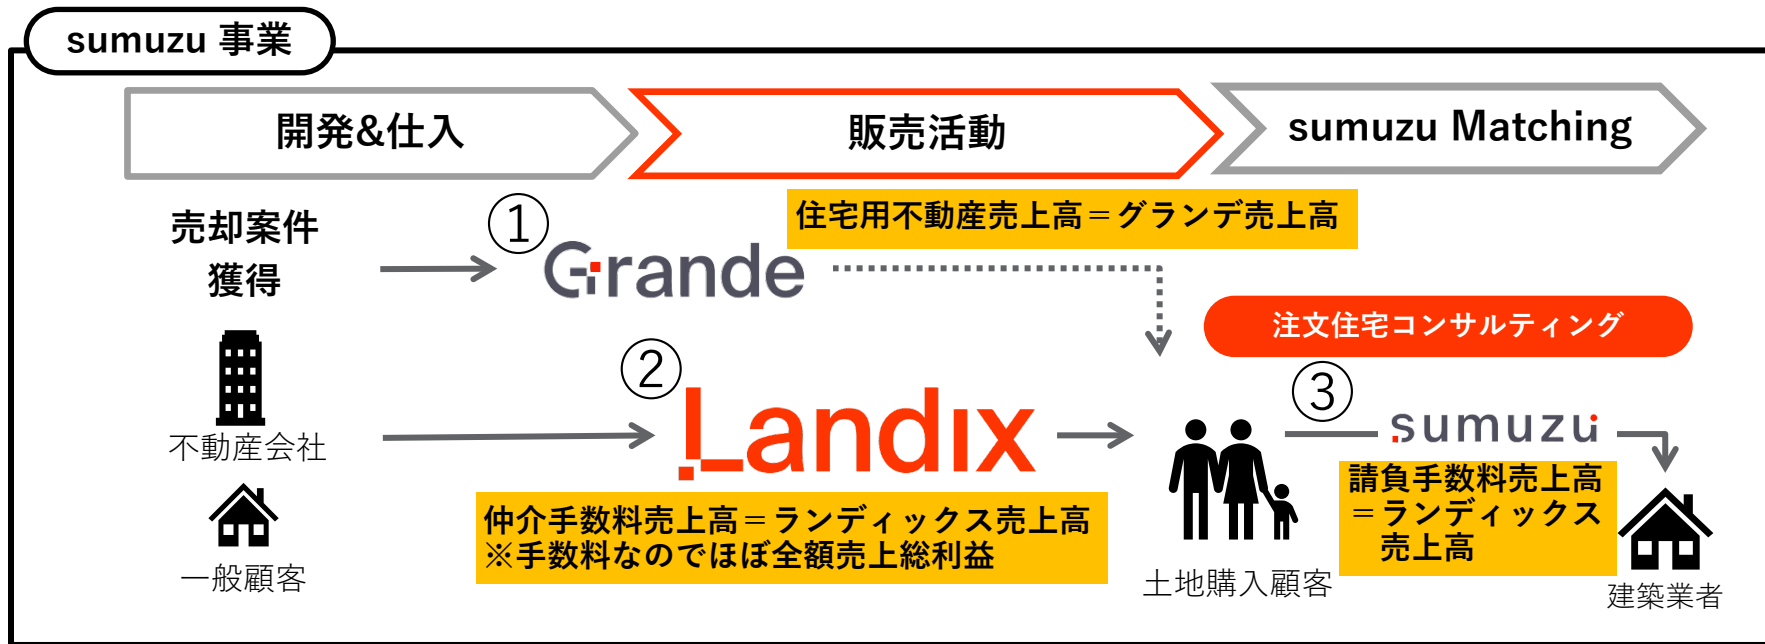 sumuzu 事業
開発&仕入
販売活動
sumuzu Matching
売却案件
獲得
①
Grande
住宅用不動産売上高＝グランデ売上高
注文住宅コンサルティング
不動産会社
②
Landix
③
sumuzu
仲介手数料売上高＝ランディックス売上高
※手数料なのでほぼ全額売上総利益
請負手数料売上高
＝ランディックス
売上高
一般顧客
土地購入顧客
建築業者